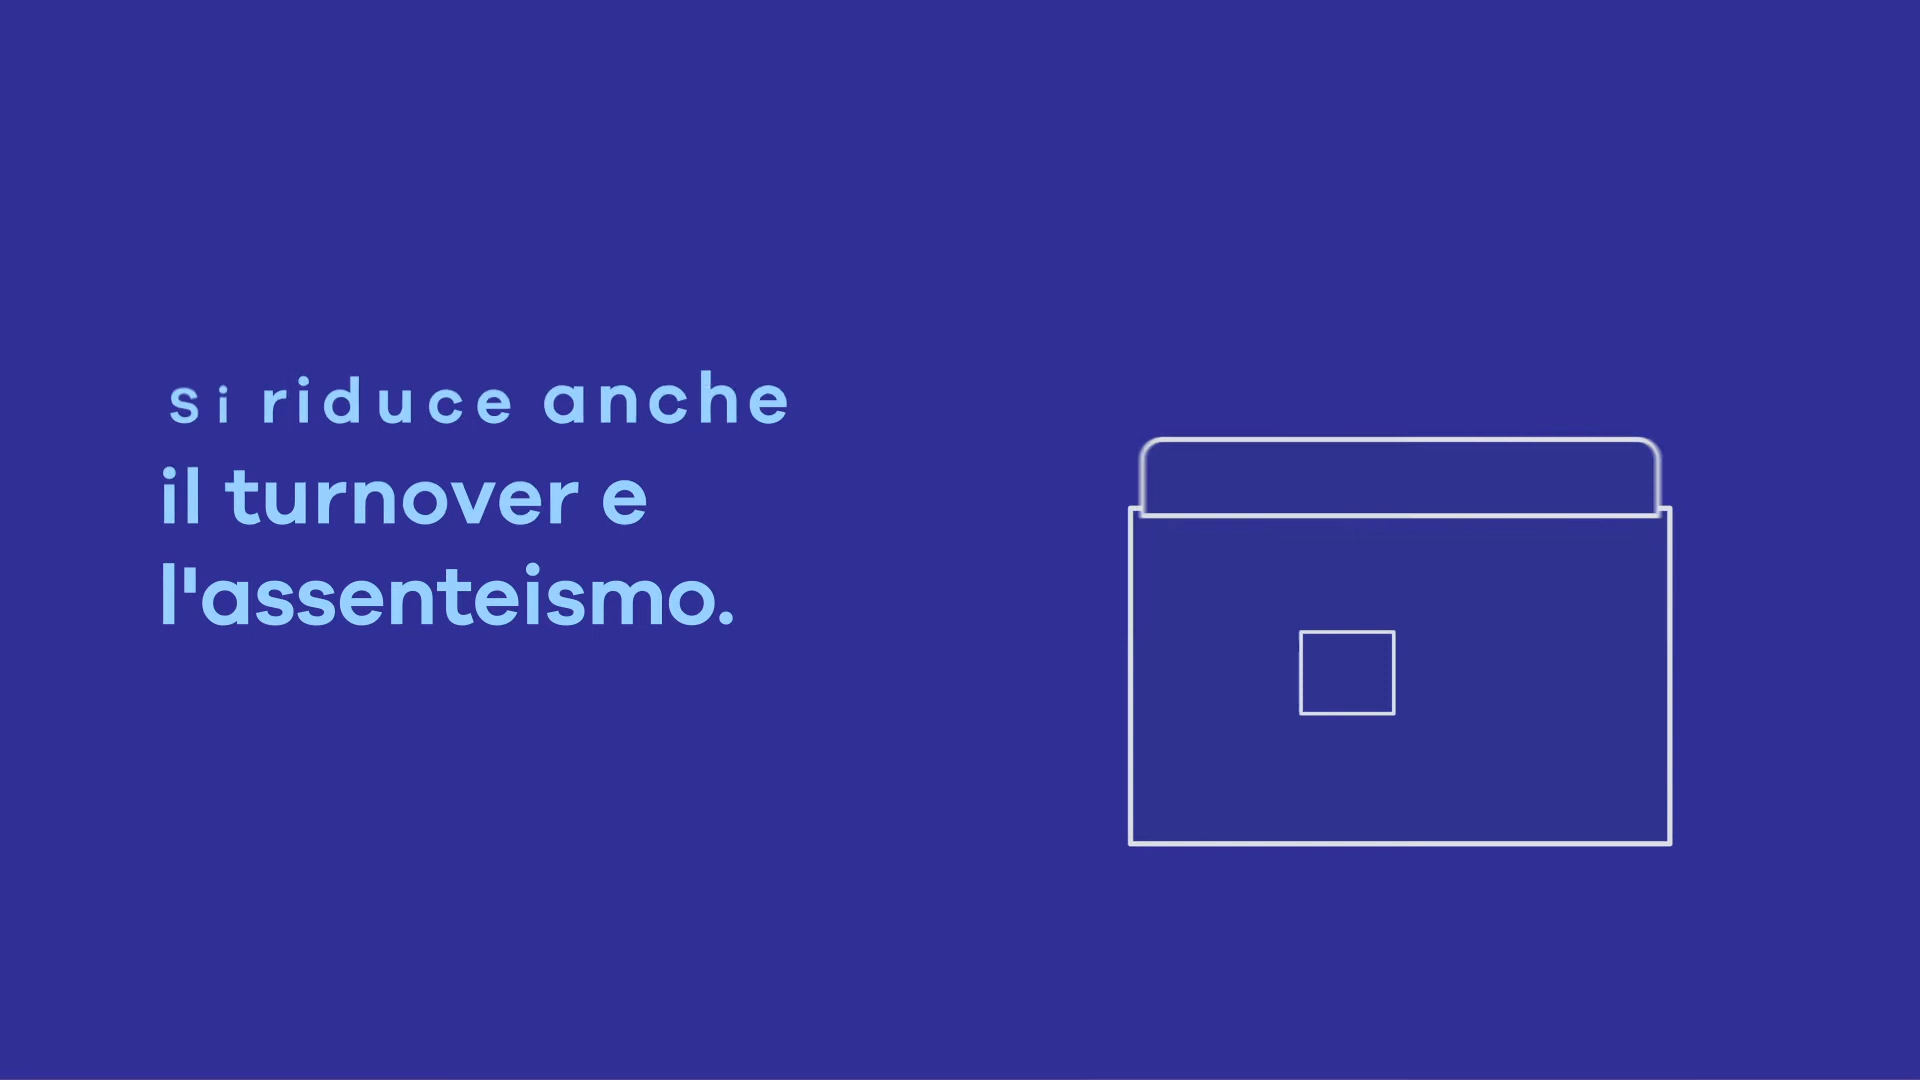 si riduce anche
il turnover e
l'assenteismo.